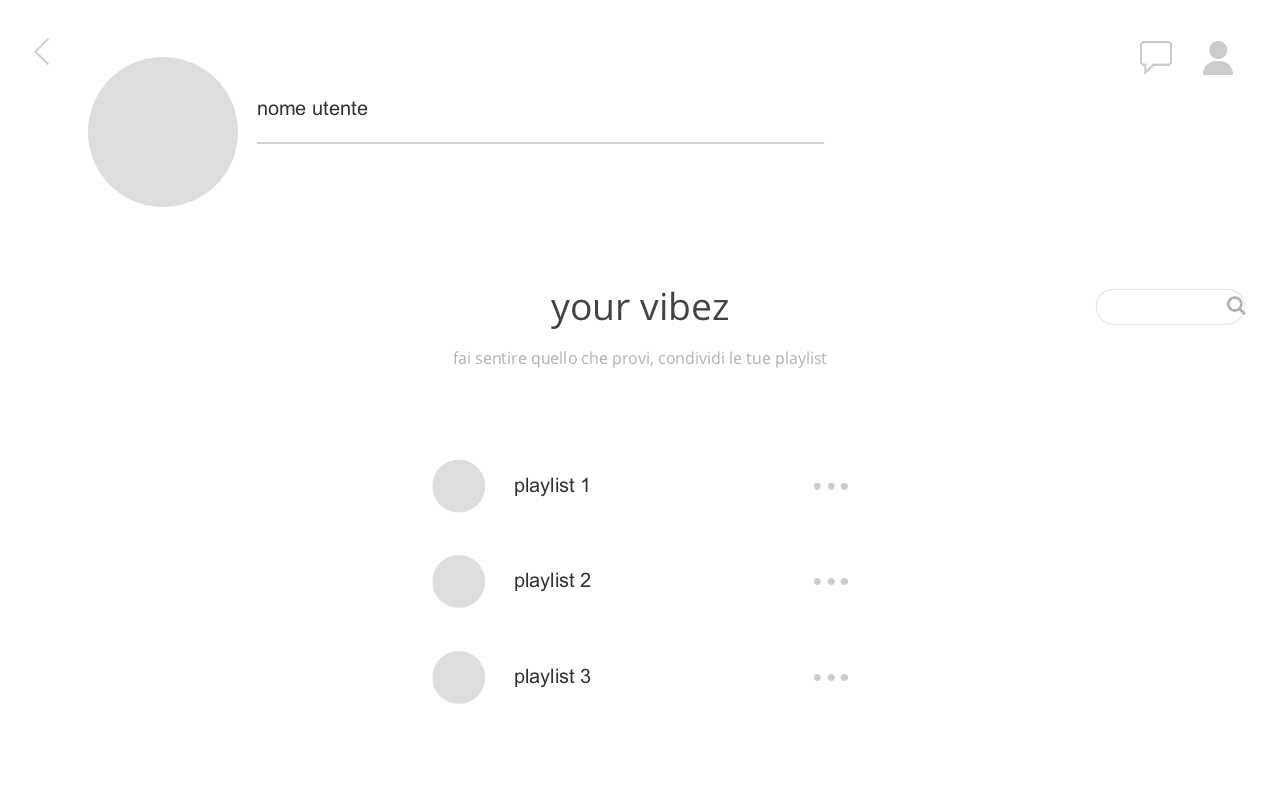 nome utente
your vibez
fai sentire quello che provi, condividi le tue playlist
playlist 1
playlist 2
playlist 3